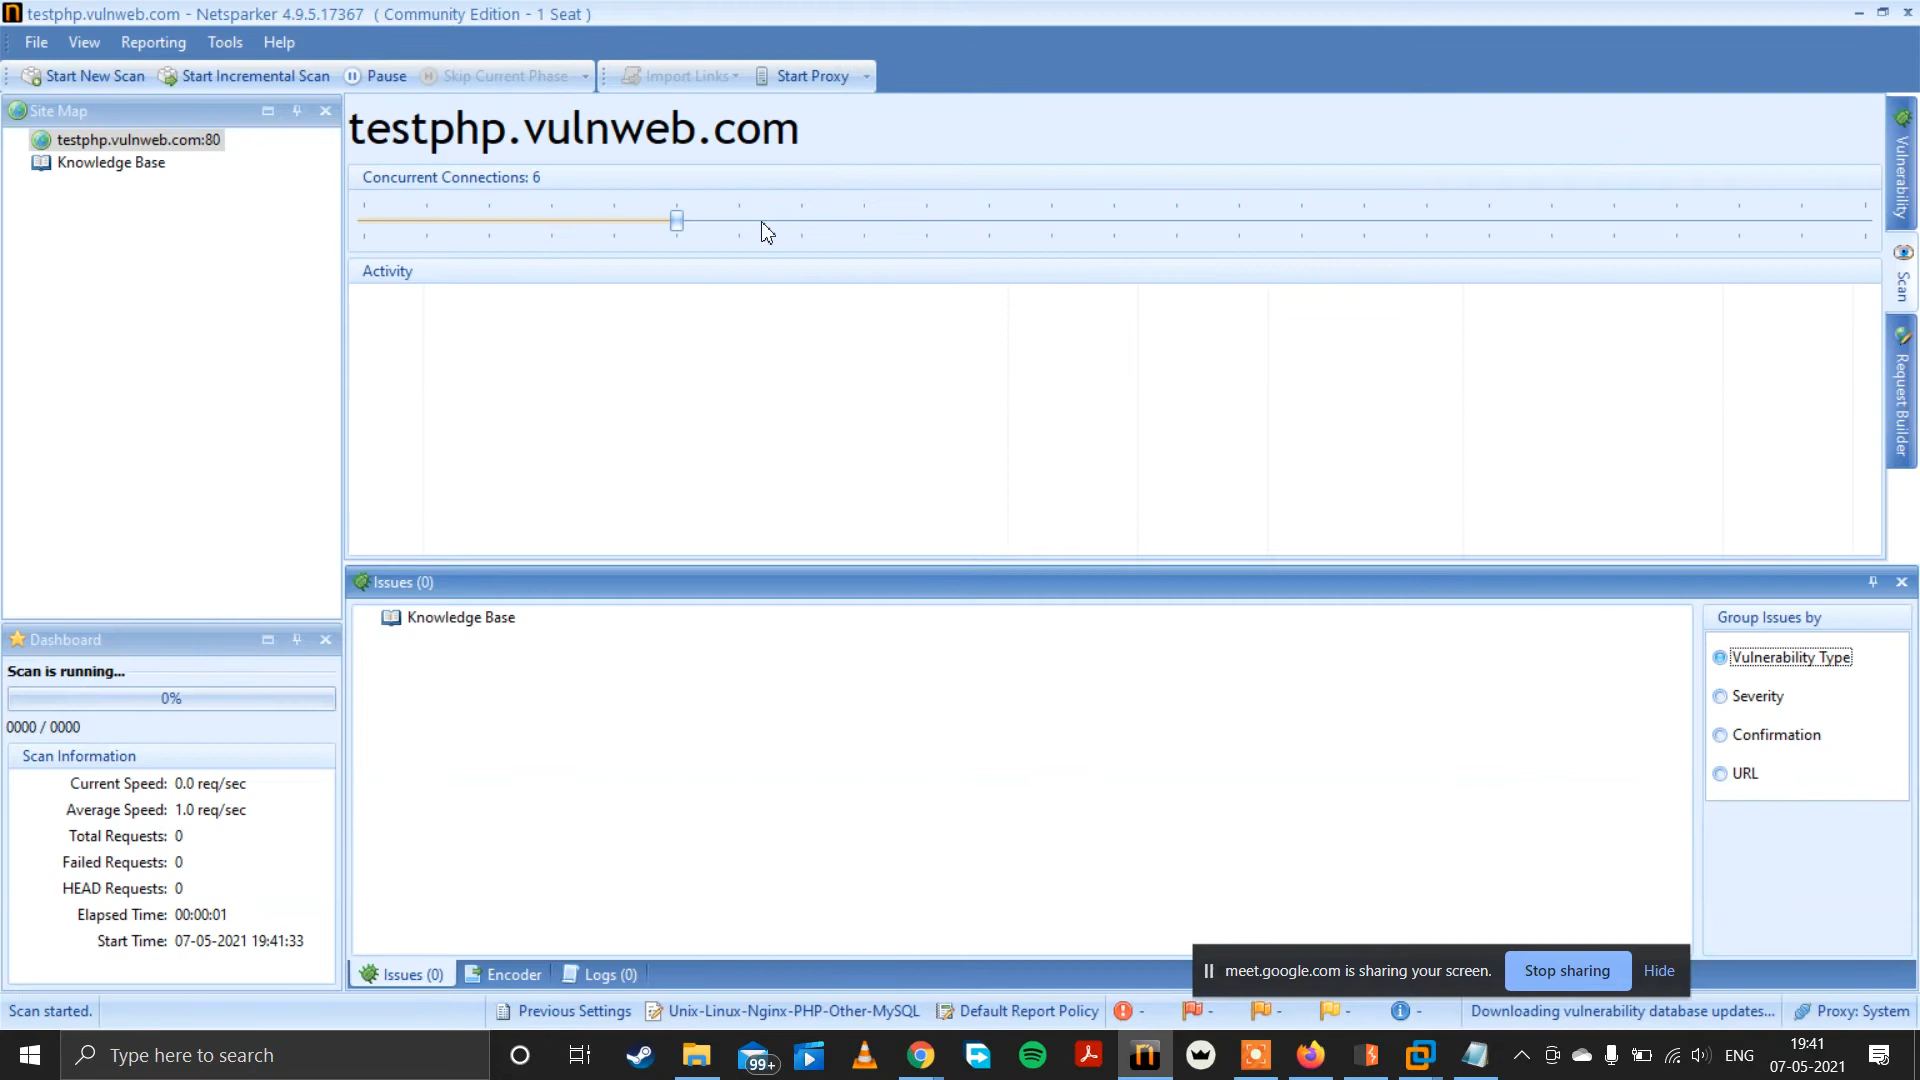 testphp.vulnweb.com - Netsparker 4.9.5.17367 ( Community Edition - 1 Seat )
File View Reporting Tools Help
Start New Scan Start Incremental Scan Pause Skip Current Phase Import Links Start Proxy
Site Map
testphp.vulnweb.com:80
Knowledge Base
testphp.vulnweb.com
Concurrent Connections: 6
Activity
Vulnerability
Scan
Request Builder
Issues (0)
Knowledge Base
Group Issues by
Vulnerability Type
Severity
Confirmation
URL
Dashboard
Scan is running...
0%
0000 / 0000
Scan Information
Current Speed: 0.0 req/sec
Average Speed: 1.0 req/sec
Total Requests: 0
Failed Requests: 0
HEAD Requests: 0
Elapsed Time: 00:00:01
Start Time: 07-05-2021 19:41:33
Issues (0) Encoder Logs (0)
meet.google.com is sharing your screen. Stop sharing Hide
Scan started. Previous Settings Unix-Linux-Nginx-PHP-Other-MySQL Default Report Policy - - - - - Downloading vulnerability database updates... Proxy: System
Type here to search
99+
ENG
19:41
07-05-2021